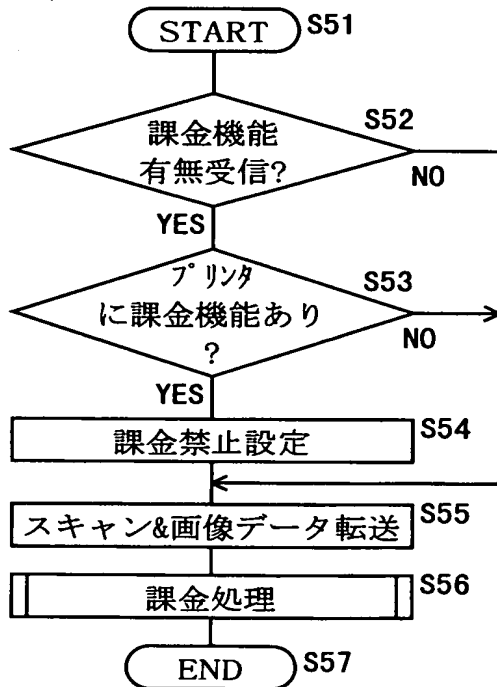 START S51
課金機能 S52
有無受信?
NO
YES
プリンタ S53
に課金機能あり
?
NO
YES
課金禁止設定 S54
スキャン&画像データ転送 S55
課金処理 S56
END S57